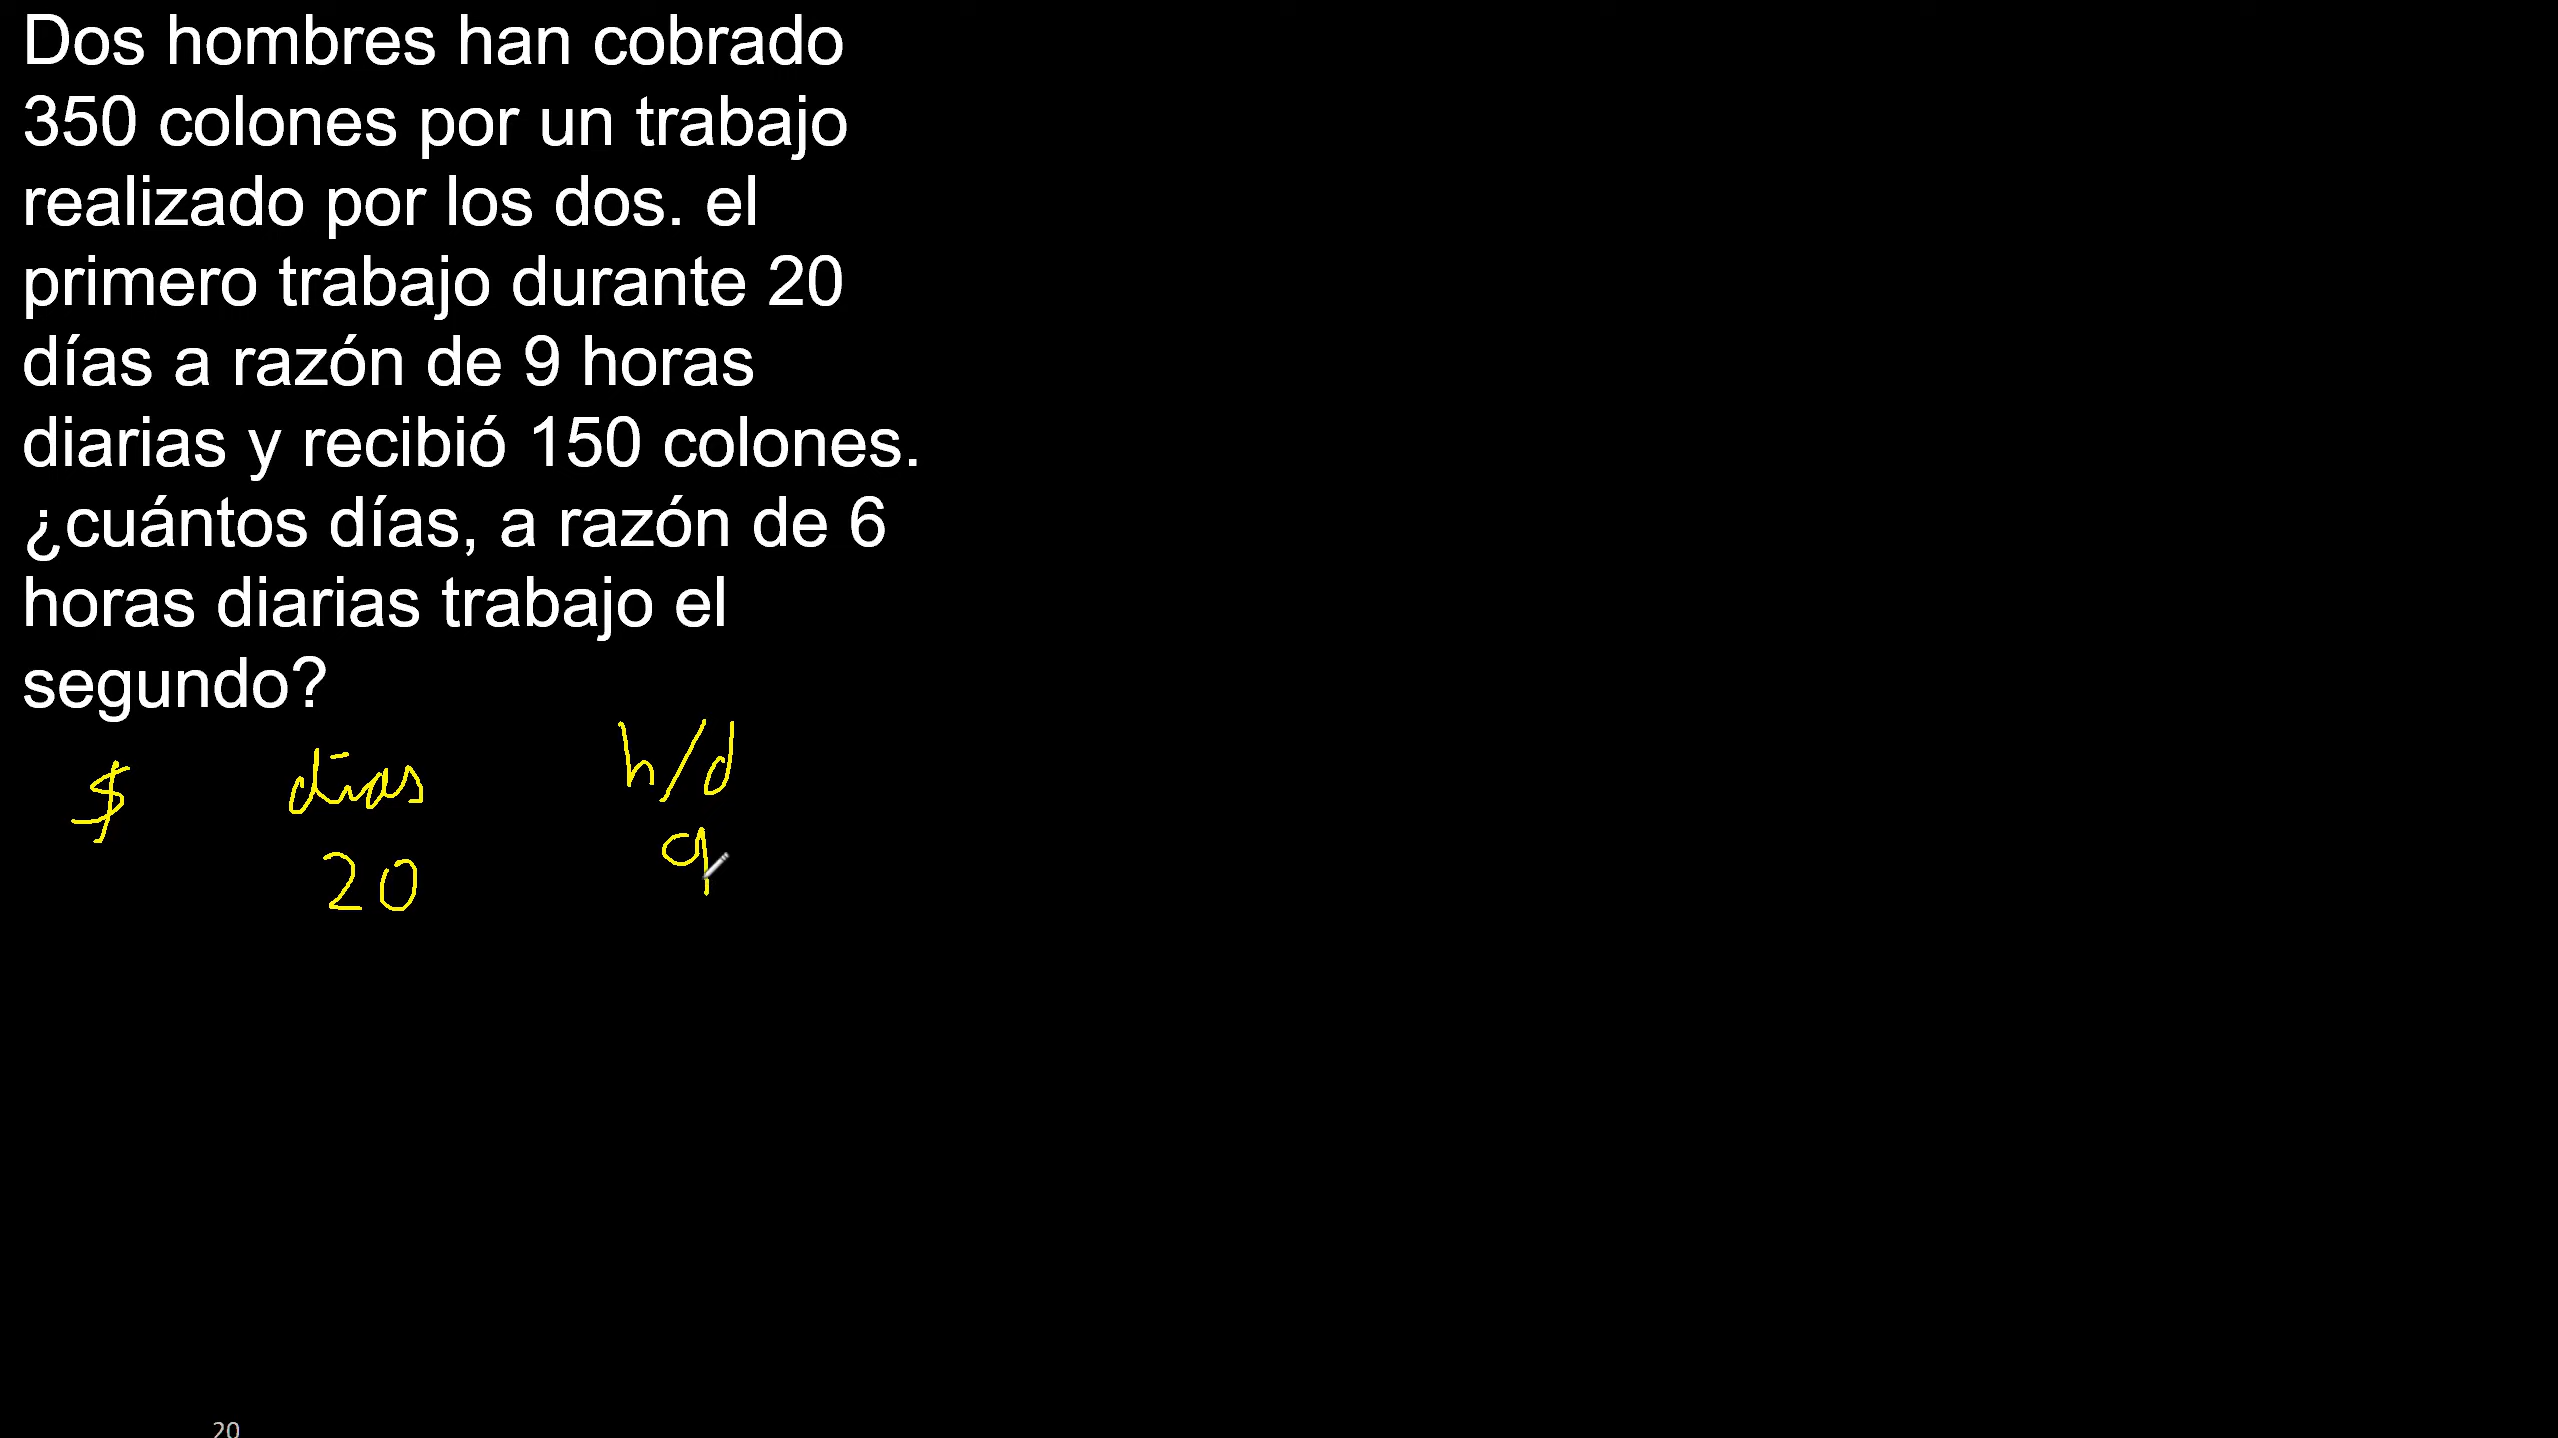 Dos hombres han cobrado
350 colones por un trabajo
realizado por los dos. el
primero trabajo durante 20
días a razón de 9 horas
diarias y recibió 150 colones.
¿cuántos días, a razón de 6
horas diarias trabajo el
segundo?
$ días h/d
20 9
20